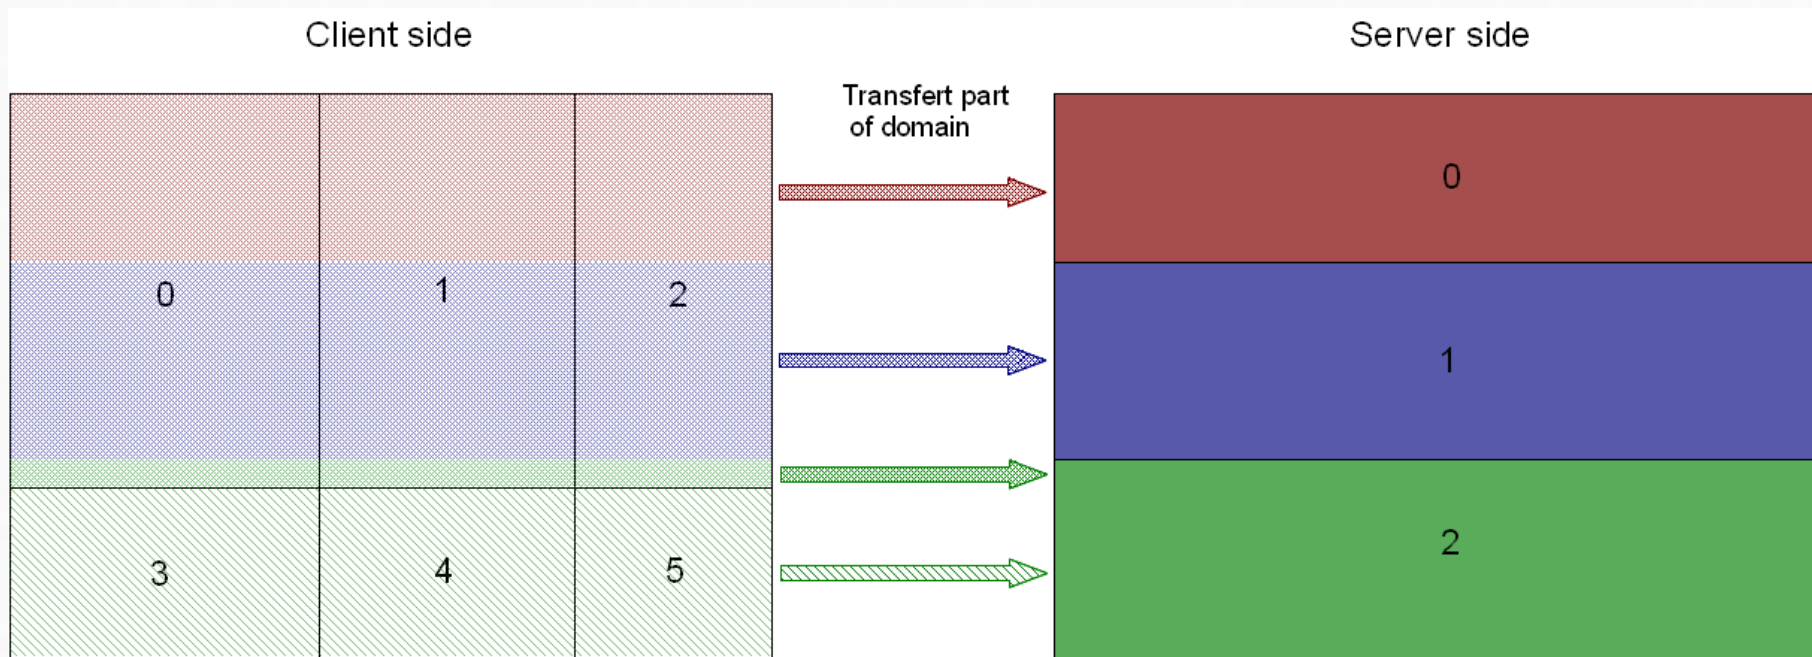 Client side
Server side
Transfert part
of domain
0
0
1
2
1
2
3
4
5